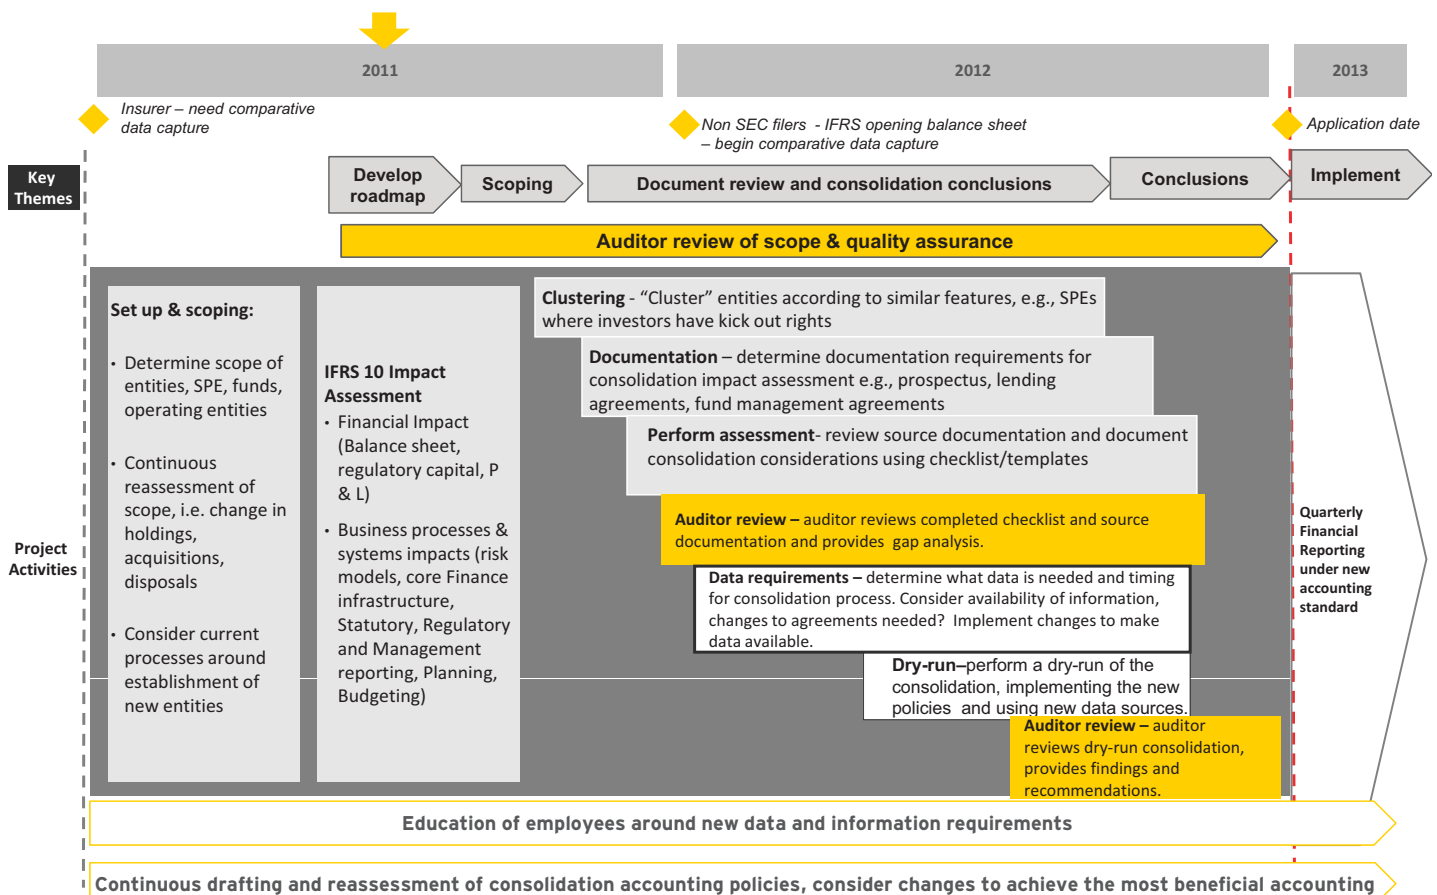 2011
2012
2013
Insurer – need comparative
data capture
Non SEC filers - IFRS opening balance sheet
– begin comparative data capture
Application date
Key
Themes
Develop
roadmap
Scoping
Document review and consolidation conclusions
Conclusions
Implement
Auditor review of scope & quality assurance
Project
Activities
Set up & scoping:
• Determine scope of
entities, SPE, funds,
operating entities
• Continuous
reassessment of
scope, i.e. change in
holdings,
acquisitions,
disposals
• Consider current
processes around
establishment of
new entities
IFRS 10 Impact
Assessment
• Financial Impact
(Balance sheet,
regulatory capital, P
& L)
• Business processes &
systems impacts (risk
models, core Finance
infrastructure,
Statutory, Regulatory
and Management
reporting, Planning,
Budgeting)
Clustering - “Cluster” entities according to similar features, e.g., SPEs
where investors have kick out rights
Documentation – determine documentation requirements for
consolidation impact assessment e.g., prospectus, lending
agreements, fund management agreements
Perform assessment- review source documentation and document
consolidation considerations using checklist/templates
Auditor review – auditor reviews completed checklist and source
documentation and provides gap analysis.
Data requirements – determine what data is needed and timing
for consolidation process. Consider availability of information,
changes to agreements needed? Implement changes to make
data available.
Dry-run–perform a dry-run of the
consolidation, implementing the new
policies and using new data sources.
Auditor review – auditor
reviews dry-run consolidation,
provides findings and
recommendations.
Quarterly
Financial
Reporting
under new
accounting
standard
Education of employees around new data and information requirements
Continuous drafting and reassessment of consolidation accounting policies, consider changes to achieve the most beneficial accounting